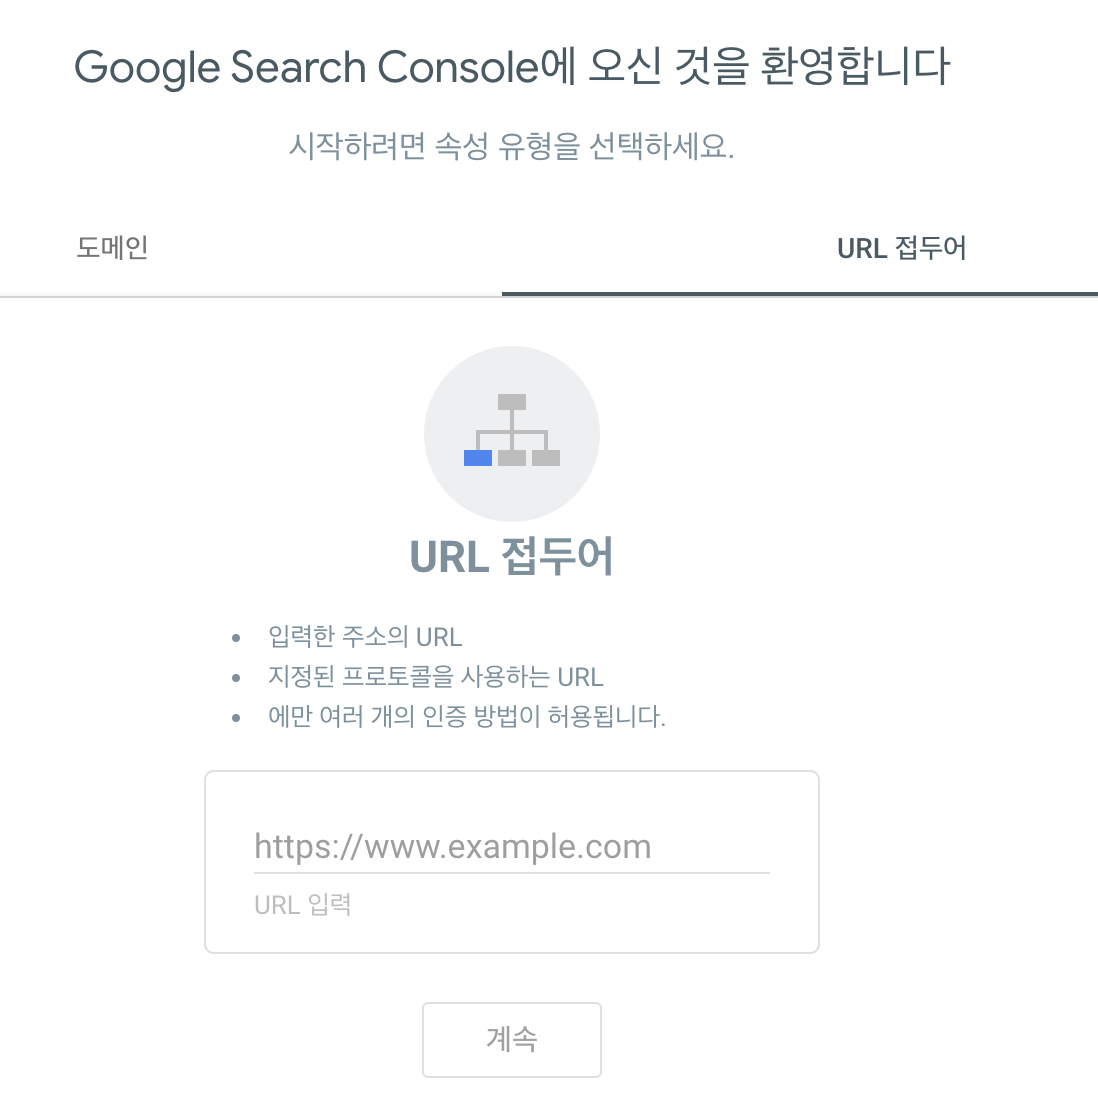 Google Search Console에 오신 것을 환영합니다
시작하려면 속성 유형을 선택하세요.
도메인
URL 접두어
URL 접두어
• 입력한 주소의 URL
• 지정된 프로토콜을 사용하는 URL
• 에만 여러 개의 인증 방법이 허용됩니다.
https://www.example.com
URL 입력
계속